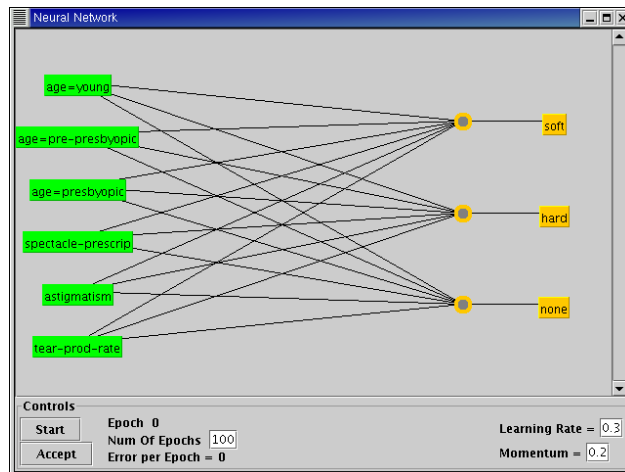 Neural Network
age=young
age=pre-presbyopic
soft
age=presbyopic
hard
spectacle-prescrip
astigmatism
none
tear-prod-rate
Controls
Start
Accept
Epoch 0
Num Of Epochs 100
Error per Epoch = 0
Learning Rate = 0.3
Momentum = 0.2